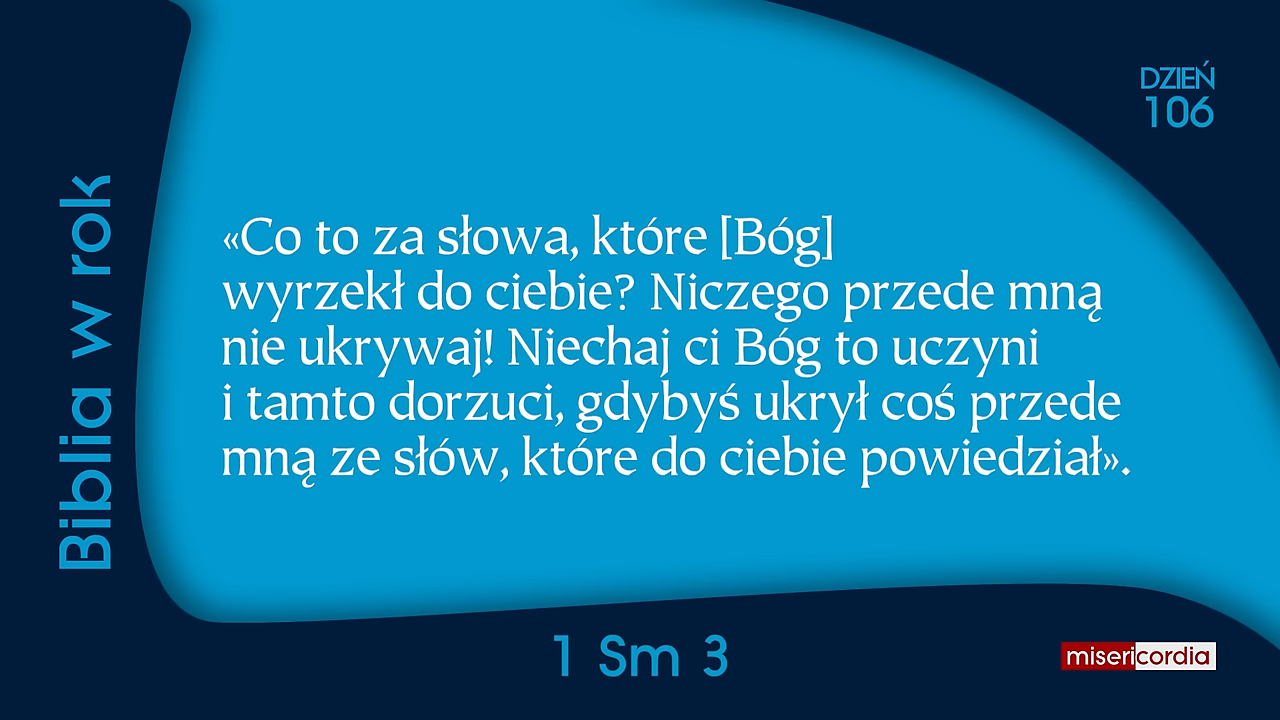 DZIEŃ
106
Biblia w rok
«Co to za słowa, które [Bóg]
wyrzekł do ciebie? Niczego przede mną
nie ukrywaj! Niechaj ci Bóg to uczyni
i tamto dorzuci, gdybyś ukrył coś przede
mną ze słów, które do ciebie powiedział».
1 Sm 3
misericordia